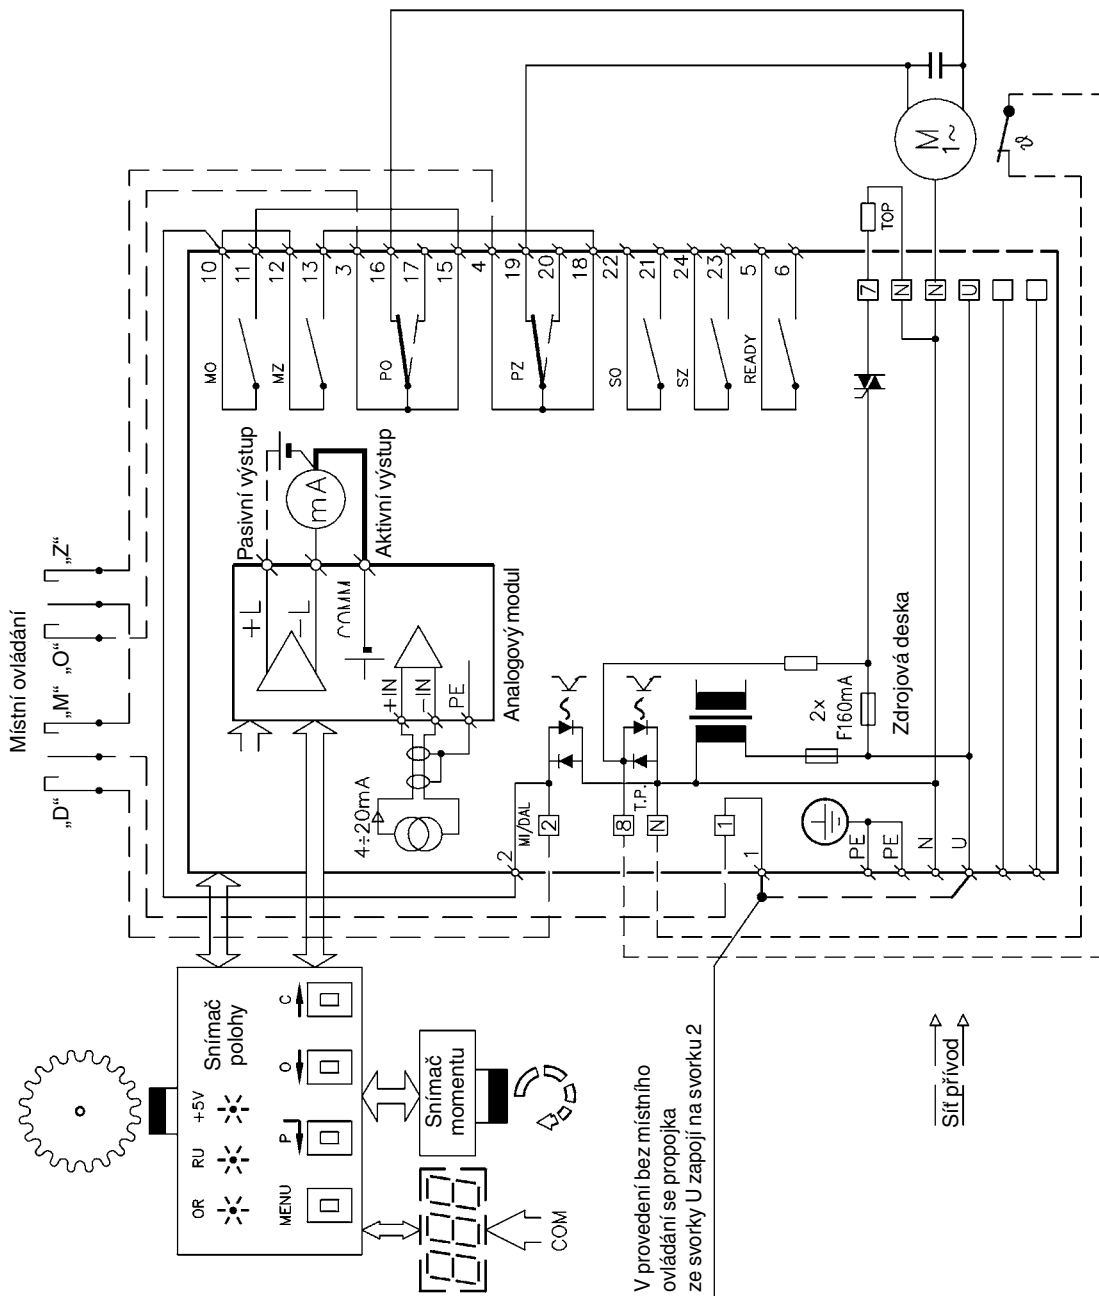 Místní ovládání
„D“
„M“
„O“
„Z“
10
11
12
13
3
16
17
15
4
19
20
18
22
21
24
23
5
6
MO
MZ
PO
PZ
SO
SZ
READY
TOP
M
1~
ϑ
7
N
N
U
Pasivní výstup
mA
Aktivní výstup
+L
−L
COMM
+IN
−IN
PE
Analogový modul
4÷20mA
2
MI/DAL
2
8
T.P.
N
1
1
2x
F160mA
Zdrojová deska
PE
PE
N
U
Snímač
polohy
OR
RU
+5V
MENU
P
O
C
Snímač
momentu
COM
V provedení bez místního
ovládání se propojka
ze svorky U zapojí na svorku 2
Síť přívod